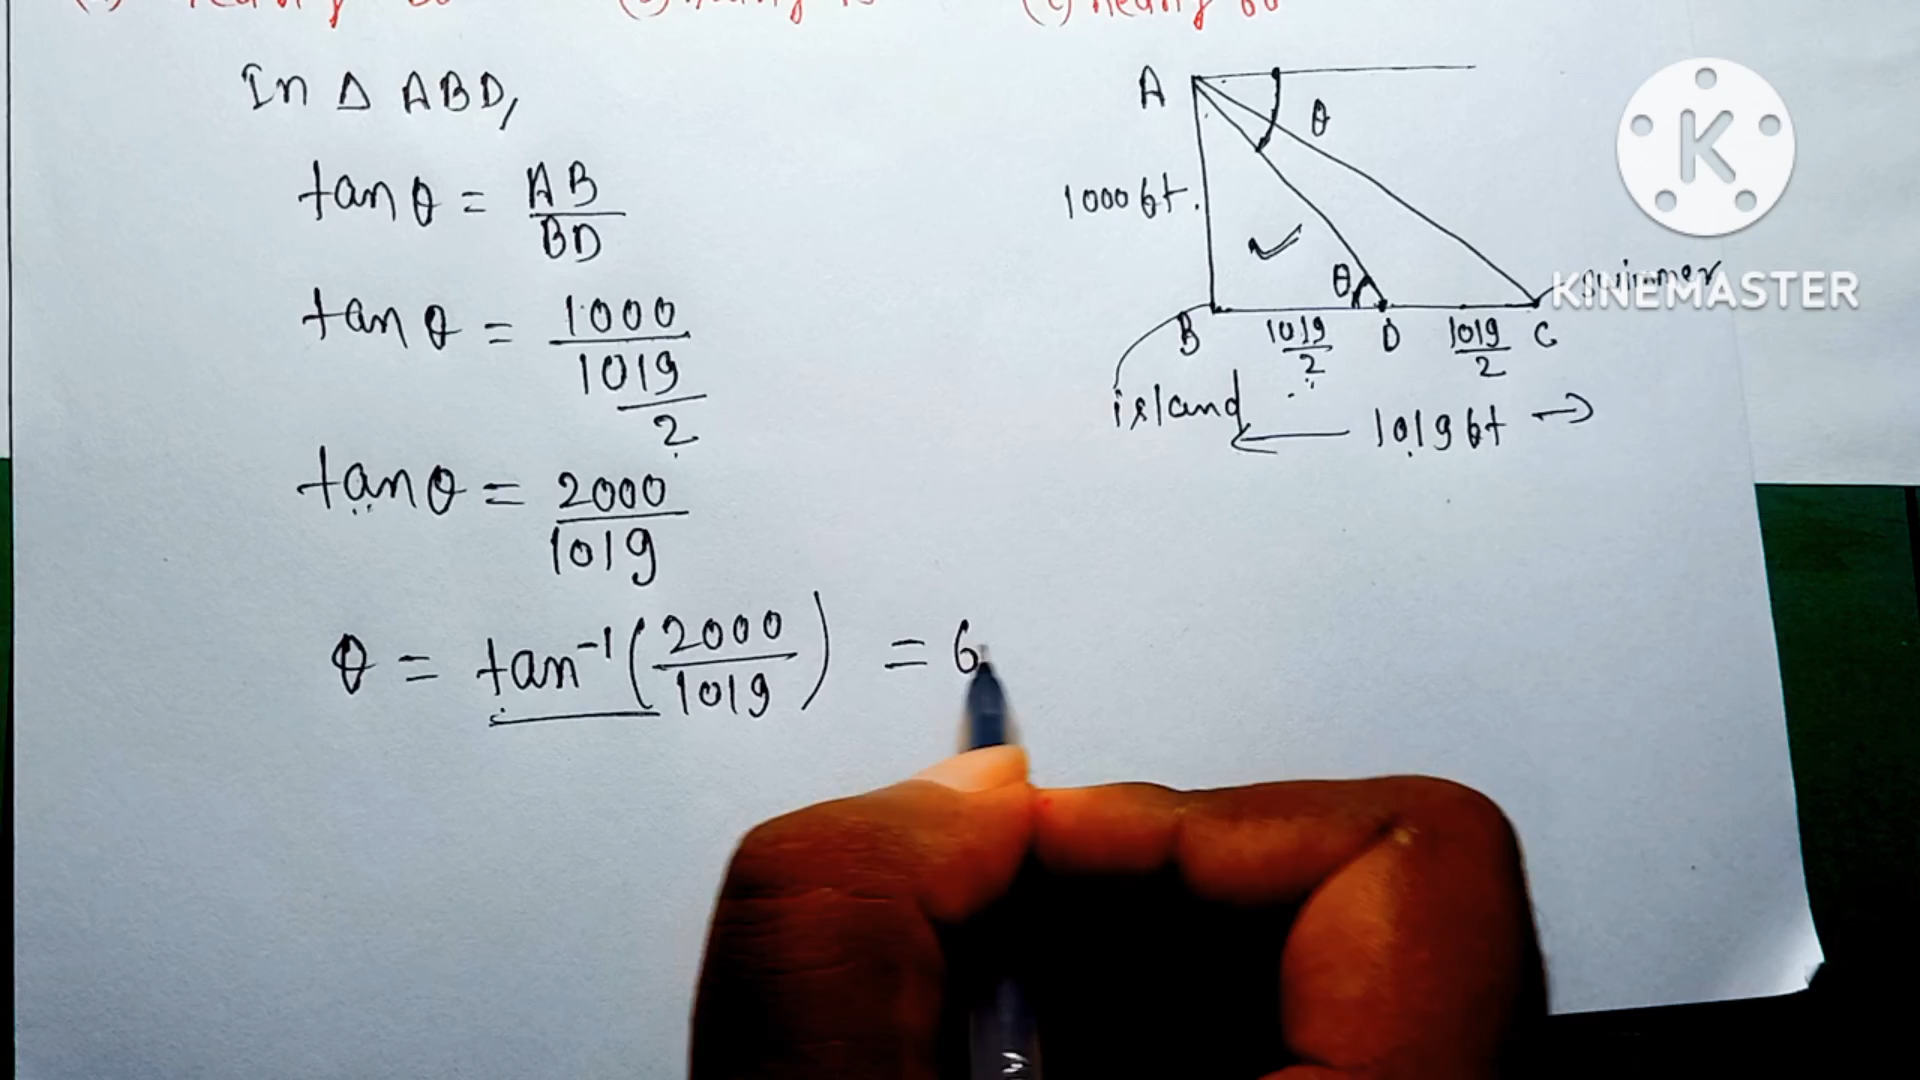 In Δ ABD,
tan θ = AB / BD
tan θ = 1000 / 1019/2
tan θ = 2000 / 1019
θ = tan⁻¹ (2000 / 1019) = 6
A
θ
1000 ft.
θ
swimmer
B 1019/2 D 1019/2 C
island
1019 ft
K
KINEMASTER